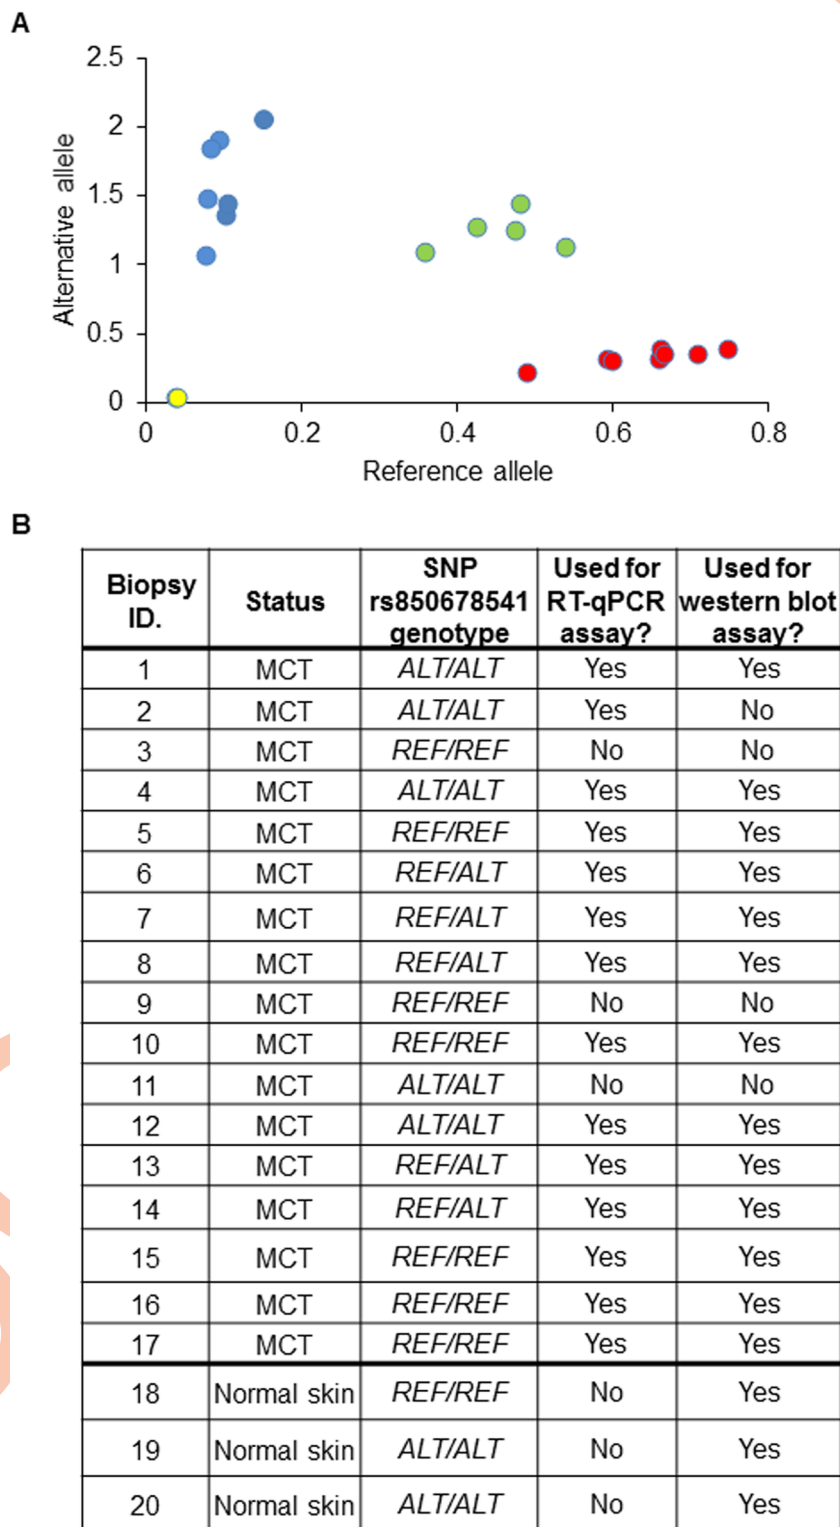 A
2.5
2
1.5
1
0.5
0
Alternative allele
0 0.2 0.4 0.6 0.8
Reference allele
B
Biopsy ID. Status SNP rs850678541 genotype Used for RT-qPCR assay? Used for western blot assay?
1 MCT ALT/ALT Yes Yes
2 MCT ALT/ALT Yes No
3 MCT REF/REF No No
4 MCT ALT/ALT Yes Yes
5 MCT REF/REF Yes Yes
6 MCT REF/ALT Yes Yes
7 MCT REF/ALT Yes Yes
8 MCT REF/ALT Yes Yes
9 MCT REF/REF No No
10 MCT REF/REF Yes Yes
11 MCT ALT/ALT No No
12 MCT ALT/ALT Yes Yes
13 MCT REF/ALT Yes Yes
14 MCT REF/ALT Yes Yes
15 MCT REF/REF Yes Yes
16 MCT REF/REF Yes Yes
17 MCT REF/REF Yes Yes
18 Normal skin REF/REF No Yes
19 Normal skin ALT/ALT No Yes
20 Normal skin ALT/ALT No Yes